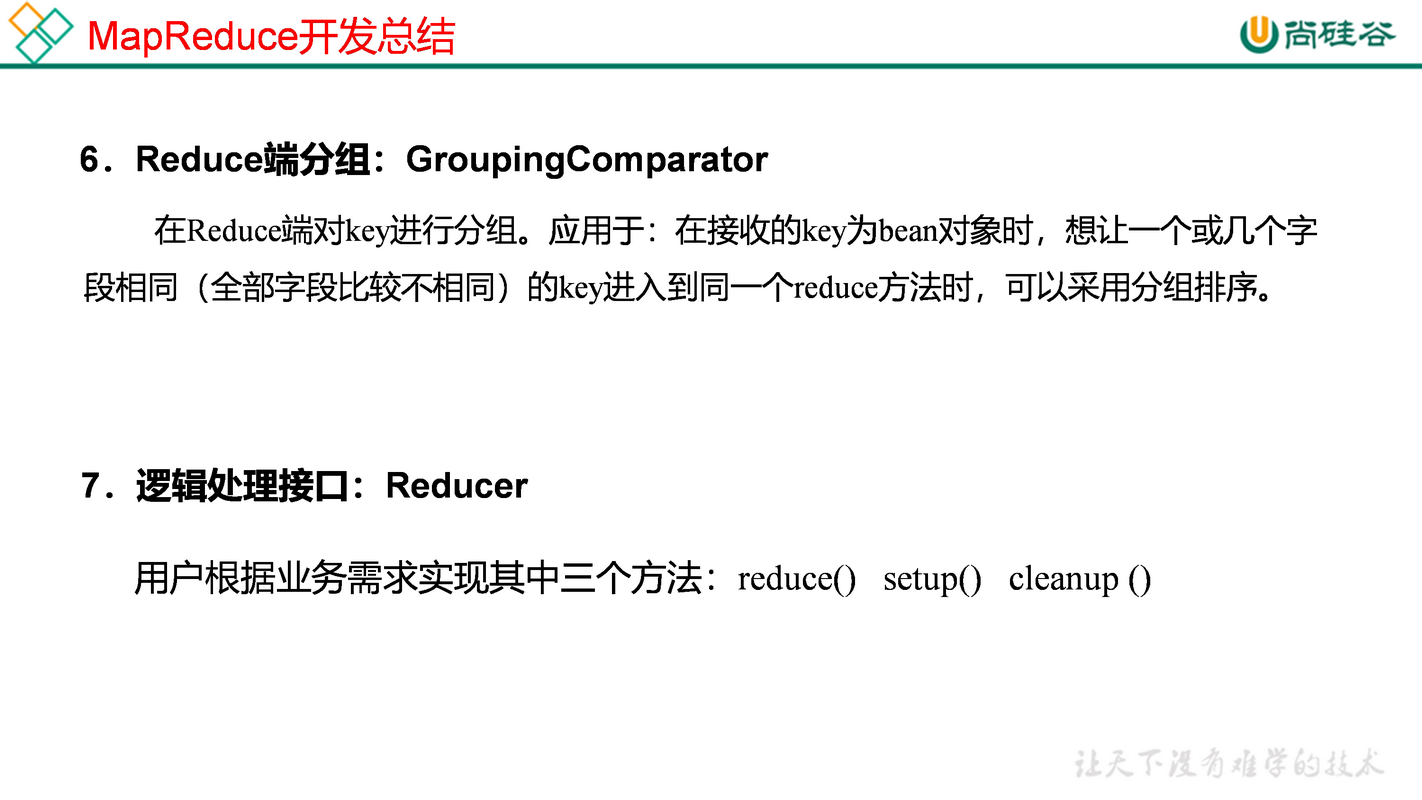 MapReduce开发总结
尚硅谷
6．Reduce端分组：GroupingComparator
在Reduce端对key进行分组。应用于：在接收的key为bean对象时，想让一个或几个字
段相同（全部字段比较不相同）的key进入到同一个reduce方法时，可以采用分组排序。
7．逻辑处理接口：Reducer
用户根据业务需求实现其中三个方法：reduce() setup() cleanup ()
让天下没有难学的技术